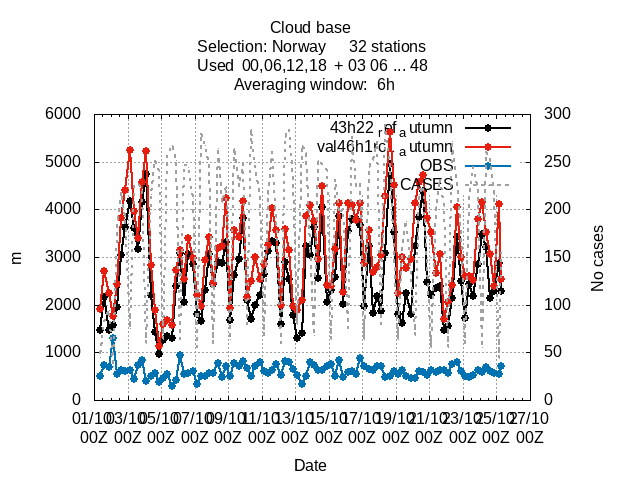 Cloud base
Selection: Norway 32 stations
Used 00,06,12,18 + 03 06 ... 48
Averaging window: 6h
6000 300
43h22_ref_autumn
val46h1rc1_autumn
5000 250
OBS
CASES
4000 200
m
3000 150
No cases
2000 100
1000 50
0 0
01/10 03/10 05/10 07/10 09/10 11/10 13/10 15/10 17/10 19/10 21/10 23/10 25/10 27/10
00Z 00Z 00Z 00Z 00Z 00Z 00Z 00Z 00Z 00Z 00Z 00Z 00Z 00Z
Date